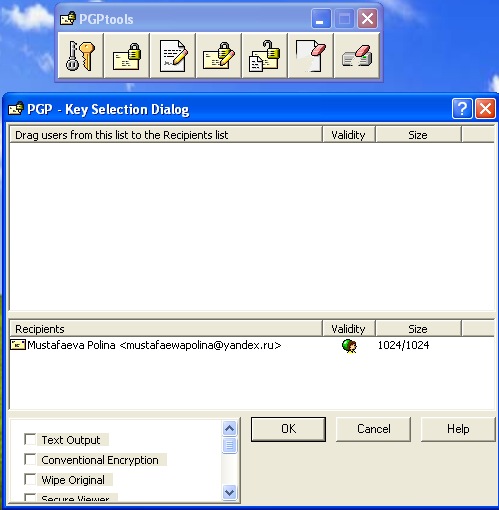 PGPtools
PGP - Key Selection Dialog
Drag users from this list to the Recipients list Validity Size
Recipients Validity Size
Mustafaeva Polina <mustafaewapolina@yandex.ru> 1024/1024
Text Output
Conventional Encryption
Wipe Original
Secure Viewer
OK Cancel Help